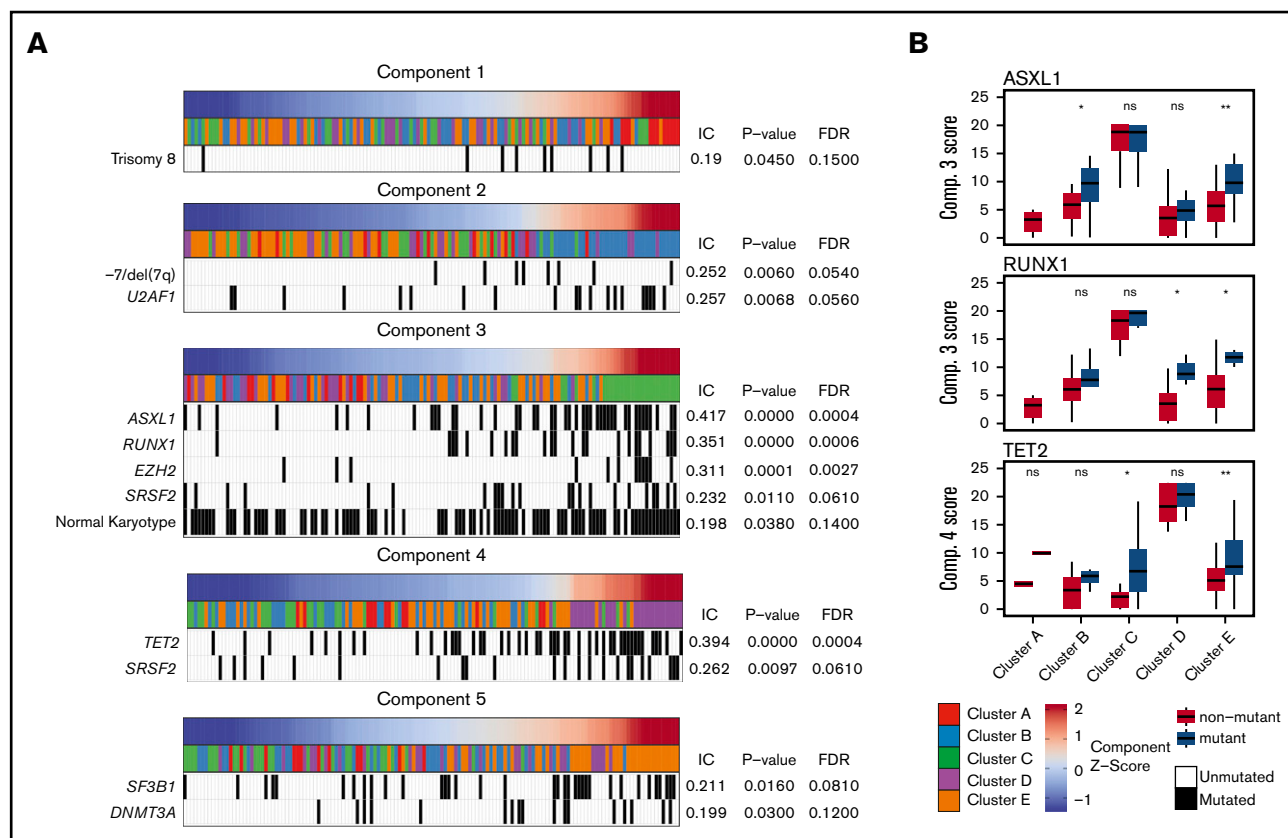 A
Component 1
IC P–value FDR
Trisomy 8 0.19 0.0450 0.1500
Component 2
IC P–value FDR
–7/del(7q) 0.252 0.0060 0.0540
U2AF1 0.257 0.0068 0.0560
Component 3
IC P–value FDR
ASXL1 0.417 0.0000 0.0004
RUNX1 0.351 0.0000 0.0006
EZH2 0.311 0.0001 0.0027
SRSF2 0.232 0.0110 0.0610
Normal Karyotype 0.198 0.0380 0.1400
Component 4
IC P–value FDR
TET2 0.394 0.0000 0.0004
SRSF2 0.262 0.0097 0.0610
Component 5
IC P–value FDR
SF3B1 0.211 0.0160 0.0810
DNMT3A 0.199 0.0300 0.1200
B
ASXL1
Comp. 3 score
25
20
15
10
5
0
* ns ns **
RUNX1
Comp. 3 score
25
20
15
10
5
0
ns ns * *
TET2
Comp. 4 score
25
20
15
10
5
0
ns ns * ns **
Cluster A
Cluster B
Cluster C
Cluster D
Cluster E
Cluster A
Cluster B
Cluster C
Cluster D
Cluster E
2
1
0
−1
Component
Z–Score
non–mutant
mutant
Unmutated
Mutated